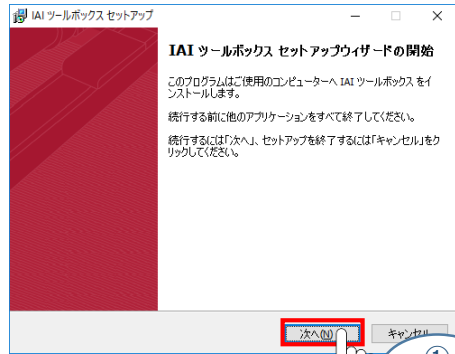 IAI ツールボックス セットアップ
IAI ツールボックス セットアップウィザードの開始
このプログラムはご使用のコンピューターへ IAI ツールボックス をイ
ンストールします。
続行する前に他のアプリケーションをすべて終了してください。
続行するには「次へ」、セットアップを終了するには「キャンセル」をク
リックしてください。
次へ(N)
キャンセル
①